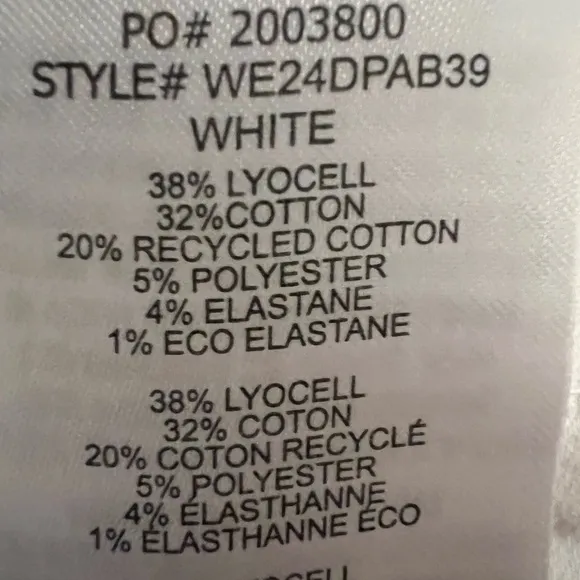 PO# 2003800
STYLE# WE24DPAB39
WHITE
38% LYOCELL
32%COTTON
20% RECYCLED COTTON
5% POLYESTER
4% ELASTANE
1% ECO ELASTANE
38% LYOCELL
32% COTON
20% COTON RECYCLÉ
5% POLYESTER
4% ÉLASTHANNE
1% ÉLASTHANNE ÉCO